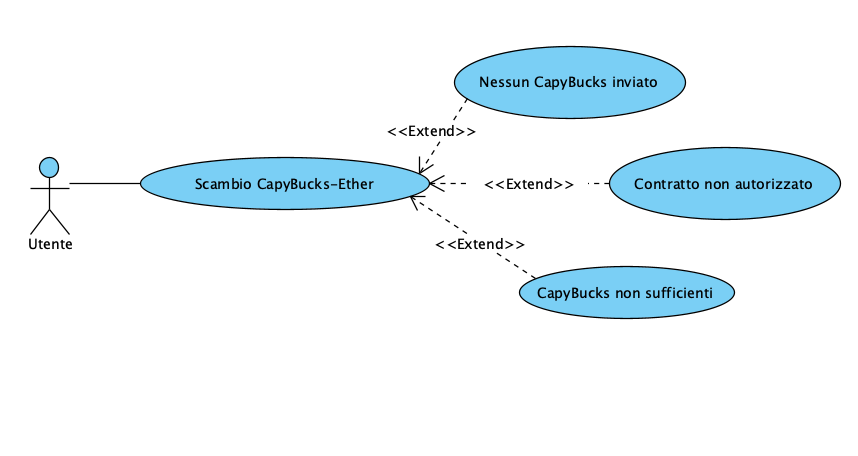 Nessun CapyBucks inviato
<<Extend>>
Scambio CapyBucks-Ether
<<Extend>>
Contratto non autorizzato
Utente
<<Extend>>
CapyBucks non sufficienti